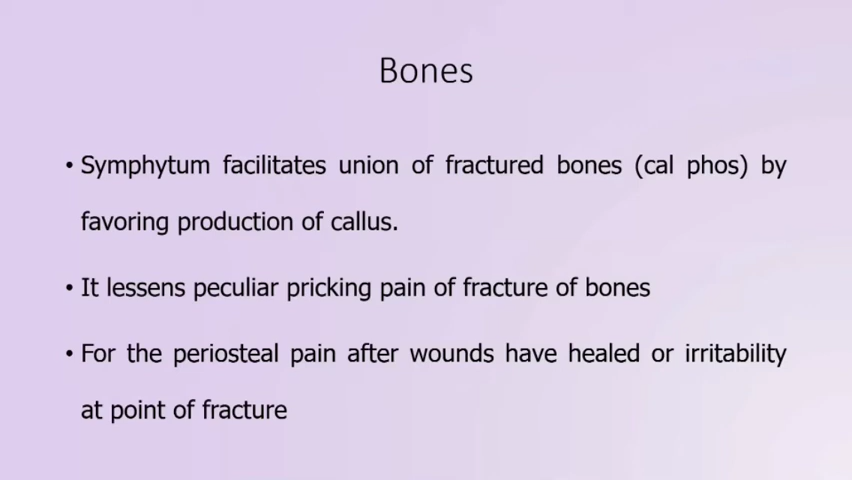 Bones
• Symphytum facilitates union of fractured bones (cal phos) by
favoring production of callus.
• It lessens peculiar pricking pain of fracture of bones
• For the periosteal pain after wounds have healed or irritability
at point of fracture